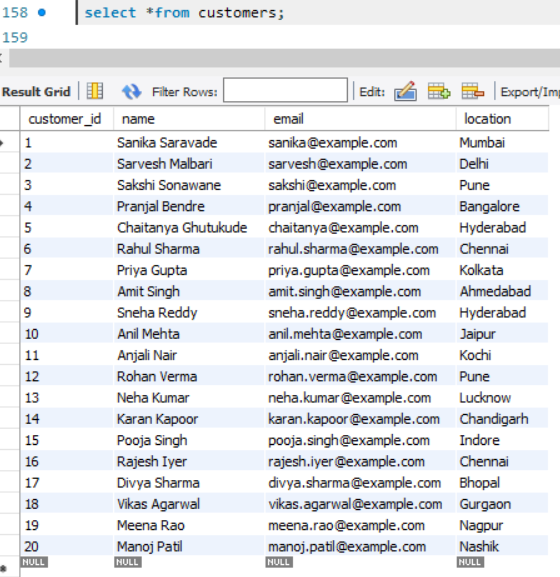 158 select *from customers;
159
Result Grid Filter Rows: Edit: Export/Imp
customer_id name email location
1 Sanika Saravade sanika@example.com Mumbai
2 Sarvesh Malbari sarvesh@example.com Delhi
3 Sakshi Sonawane sakshi@example.com Pune
4 Pranjal Bendre pranjal@example.com Bangalore
5 Chaitanya Ghutukude chaitanya@example.com Hyderabad
6 Rahul Sharma rahul.sharma@example.com Chennai
7 Priya Gupta priya.gupta@example.com Kolkata
8 Amit Singh amit.singh@example.com Ahmedabad
9 Sneha Reddy sneha.reddy@example.com Hyderabad
10 Anil Mehta anil.mehta@example.com Jaipur
11 Anjali Nair anjali.nair@example.com Kochi
12 Rohan Verma rohan.verma@example.com Pune
13 Neha Kumar neha.kumar@example.com Lucknow
14 Karan Kapoor karan.kapoor@example.com Chandigarh
15 Pooja Singh pooja.singh@example.com Indore
16 Rajesh Iyer rajesh.iyer@example.com Chennai
17 Divya Sharma divya.sharma@example.com Bhopal
18 Vikas Agarwal vikas.agarwal@example.com Gurgaon
19 Meena Rao meena.rao@example.com Nagpur
20 Manoj Patil manoj.patil@example.com Nashik
NULL NULL NULL NULL